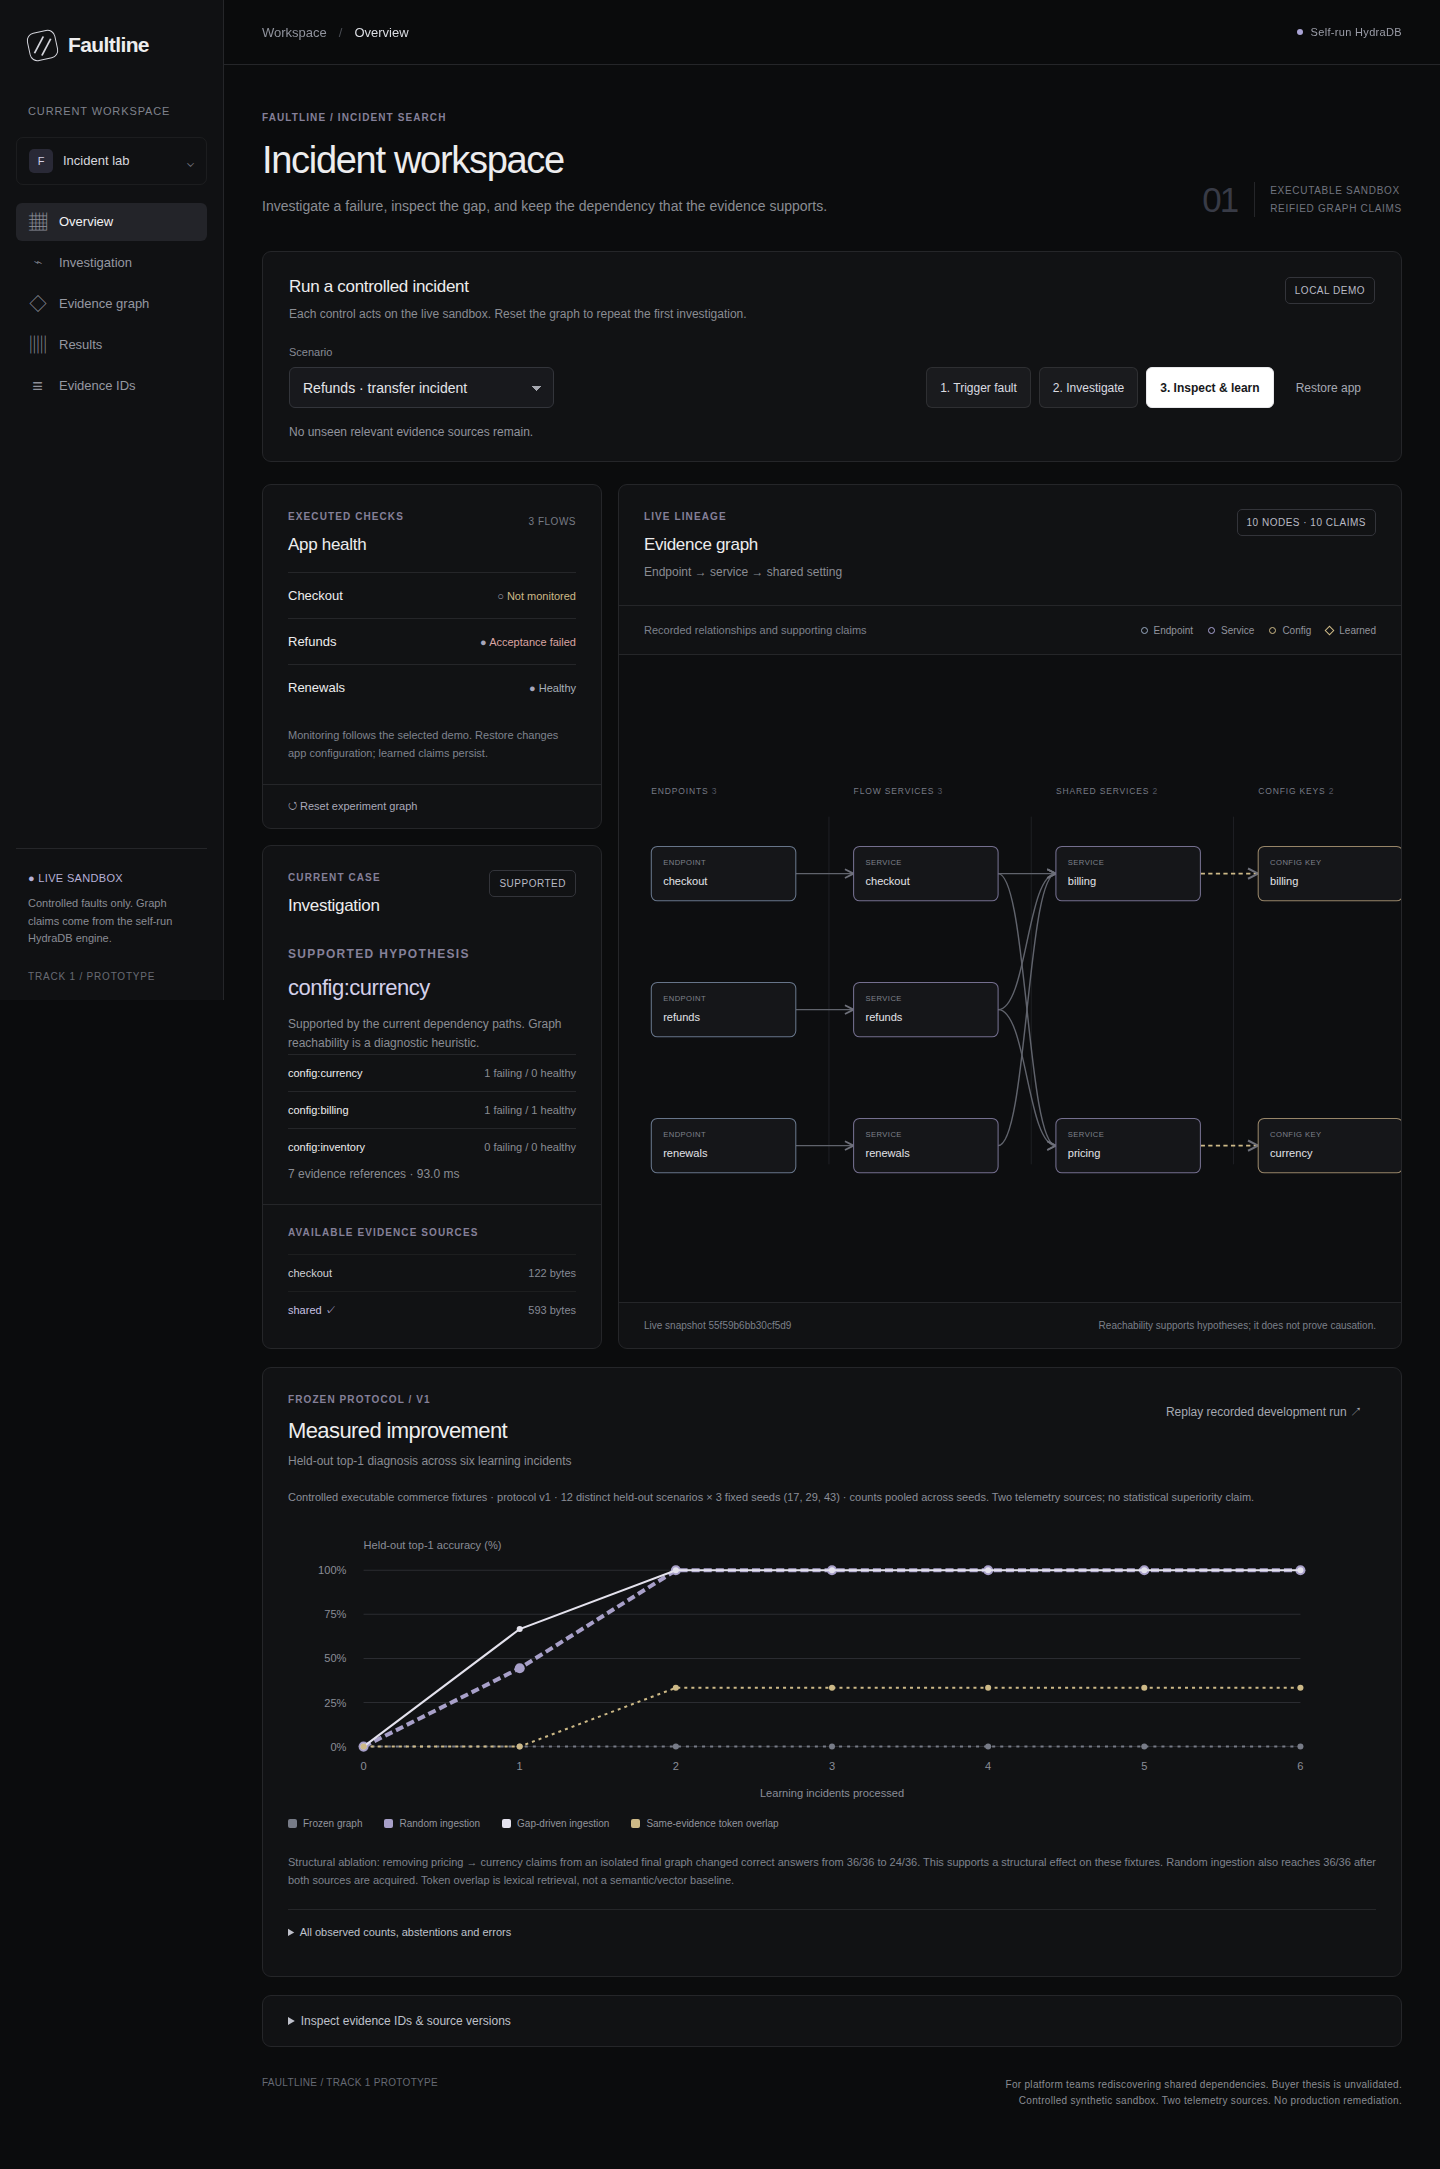 Faultline
CURRENT WORKSPACE
F Incident lab
Overview
Investigation
Evidence graph
Results
Evidence IDs
● LIVE SANDBOX
Controlled faults only. Graph
claims come from the self-run
HydraDB engine.
TRACK 1 / PROTOTYPE
Workspace / Overview
Self-run HydraDB
FAULTLINE / INCIDENT SEARCH
Incident workspace
Investigate a failure, inspect the gap, and keep the dependency that the evidence supports.
01
EXECUTABLE SANDBOX
REIFIED GRAPH CLAIMS
Run a controlled incident
Each control acts on the live sandbox. Reset the graph to repeat the first investigation.
LOCAL DEMO
Scenario
Refunds · transfer incident
1. Trigger fault
2. Investigate
3. Inspect & learn
Restore app
No unseen relevant evidence sources remain.
EXECUTED CHECKS
3 FLOWS
App health
Checkout ○ Not monitored
Refunds ● Acceptance failed
Renewals ● Healthy
Monitoring follows the selected demo. Restore changes
app configuration; learned claims persist.
Reset experiment graph
CURRENT CASE
SUPPORTED
Investigation
SUPPORTED HYPOTHESIS
config:currency
Supported by the current dependency paths. Graph
reachability is a diagnostic heuristic.
config:currency 1 failing / 0 healthy
config:billing 1 failing / 1 healthy
config:inventory 0 failing / 0 healthy
7 evidence references · 93.0 ms
AVAILABLE EVIDENCE SOURCES
checkout 122 bytes
shared ✓ 593 bytes
LIVE LINEAGE
10 NODES · 10 CLAIMS
Evidence graph
Endpoint → service → shared setting
Recorded relationships and supporting claims
Endpoint Service Config Learned
ENDPOINTS 3 FLOW SERVICES 3 SHARED SERVICES 2 CONFIG KEYS 2
ENDPOINT SERVICE SERVICE CONFIG KEY
checkout checkout billing billing
ENDPOINT SERVICE
refunds refunds
ENDPOINT SERVICE SERVICE CONFIG KEY
renewals renewals pricing currency
Live snapshot 55f59b6bb30cf5d9
Reachability supports hypotheses; it does not prove causation.
FROZEN PROTOCOL / V1
Replay recorded development run ↗
Measured improvement
Held-out top-1 diagnosis across six learning incidents
Controlled executable commerce fixtures · protocol v1 · 12 distinct held-out scenarios × 3 fixed seeds (17, 29, 43) · counts pooled across seeds. Two telemetry sources; no statistical superiority claim.
Held-out top-1 accuracy (%)
100%
75%
50%
25%
0%
0 1 2 3 4 5 6
Learning incidents processed
Frozen graph Random ingestion Gap-driven ingestion Same-evidence token overlap
Structural ablation: removing pricing → currency claims from an isolated final graph changed correct answers from 36/36 to 24/36. This supports a structural effect on these fixtures. Random ingestion also reaches 36/36 after
both sources are acquired. Token overlap is lexical retrieval, not a semantic/vector baseline.
All observed counts, abstentions and errors
Inspect evidence IDs & source versions
FAULTLINE / TRACK 1 PROTOTYPE
For platform teams rediscovering shared dependencies. Buyer thesis is unvalidated.
Controlled synthetic sandbox. Two telemetry sources. No production remediation.